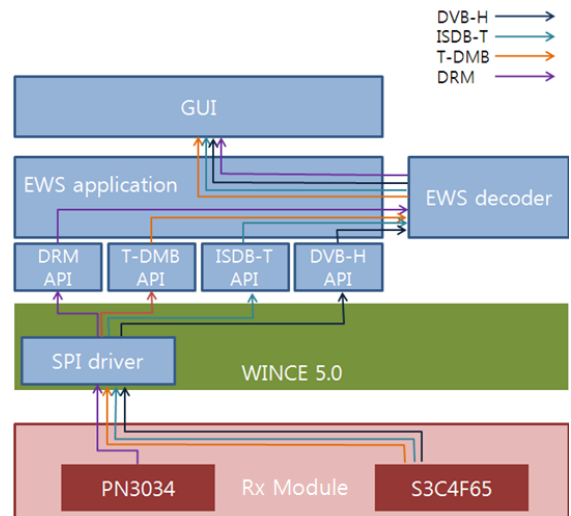 DVB-H
ISDB-T
T-DMB
DRM
GUI
EWS application
EWS decoder
DRM
API
T-DMB
API
ISDB-T
API
DVB-H
API
SPI driver
WINCE 5.0
PN3034
Rx Module
S3C4F65